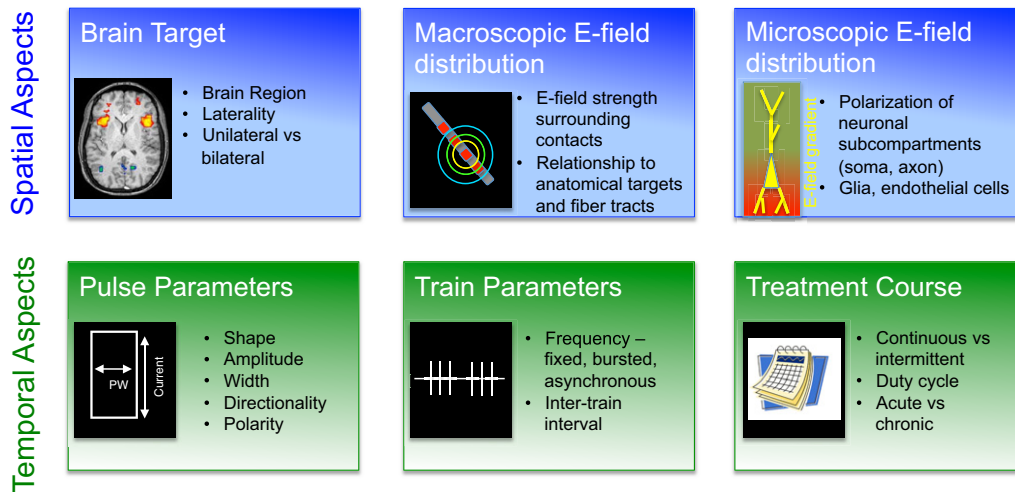 Spatial Aspects
Brain Target
• Brain Region
• Laterality
• Unilateral vs
bilateral
Macroscopic E-field
distribution
• E-field strength
surrounding
contacts
• Relationship to
anatomical targets
and fiber tracts
Microscopic E-field
distribution
E-field gradient
• Polarization of
neuronal
subcompartments
(soma, axon)
• Glia, endothelial cells
Temporal Aspects
Pulse Parameters
PW
Current
• Shape
• Amplitude
• Width
• Directionality
• Polarity
Train Parameters
• Frequency –
fixed, bursted,
asynchronous
• Inter-train
interval
Treatment Course
• Continuous vs
intermittent
• Duty cycle
• Acute vs
chronic